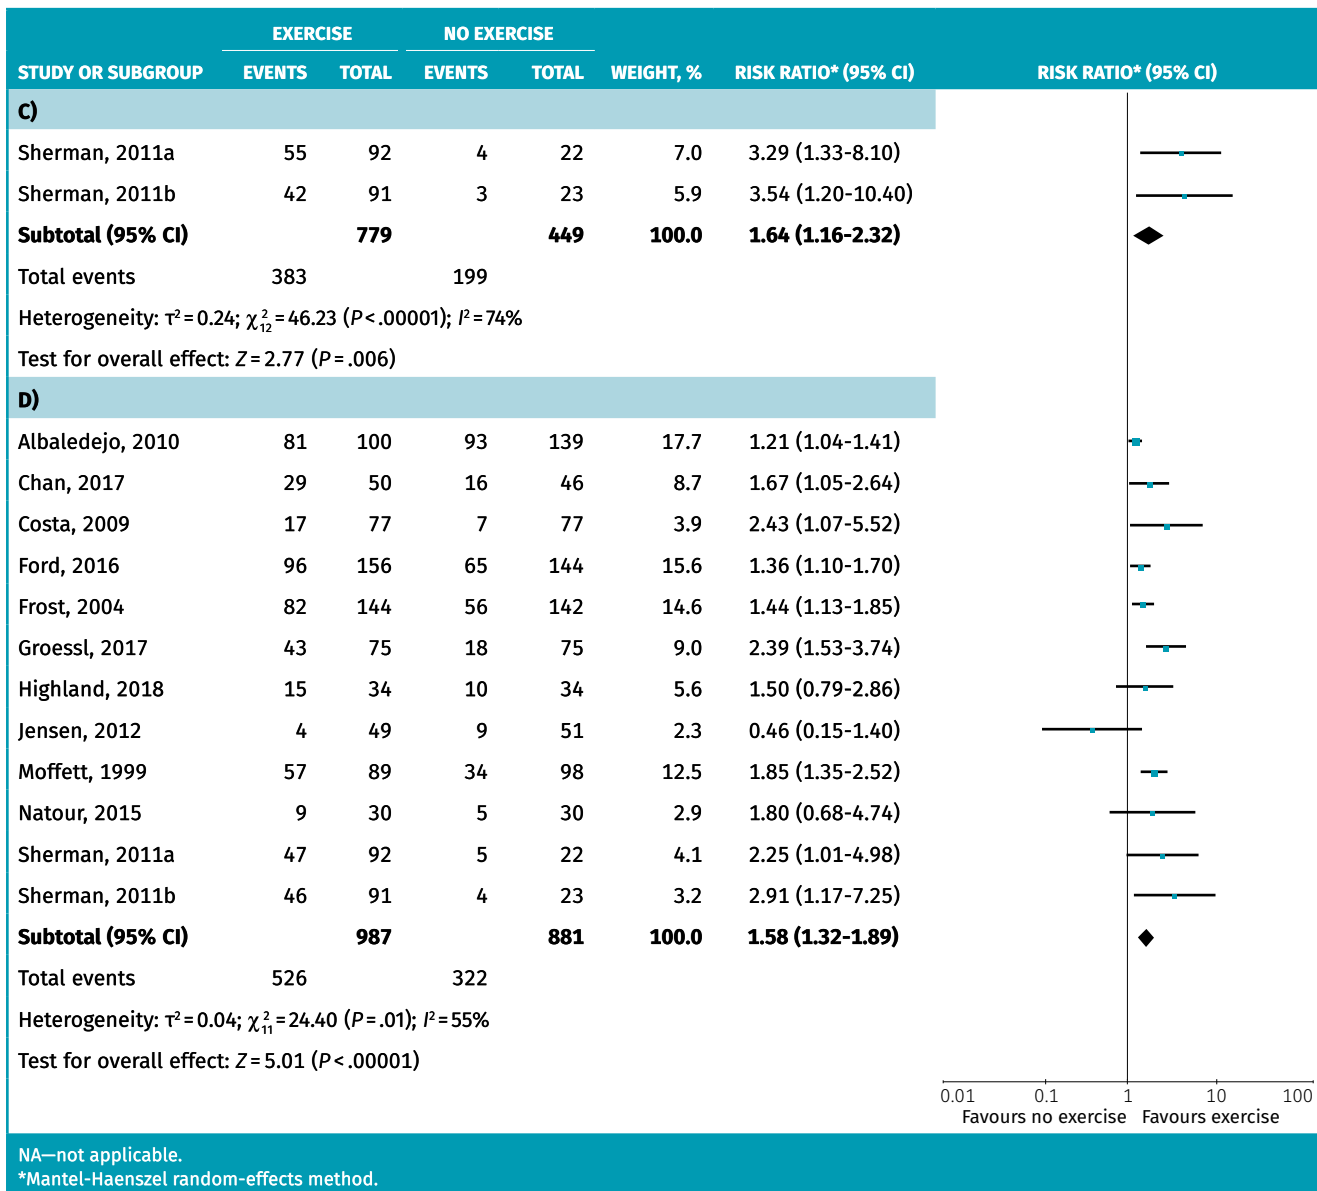 EXERCISE NO EXERCISE
STUDY OR SUBGROUP EVENTS TOTAL EVENTS TOTAL WEIGHT, % RISK RATIO* (95% CI) RISK RATIO* (95% CI)
C)
Sherman, 2011a 55 92 4 22 7.0 3.29 (1.33-8.10)
Sherman, 2011b 42 91 3 23 5.9 3.54 (1.20-10.40)
Subtotal (95% CI) 779 449 100.0 1.64 (1.16-2.32)
Total events 383 199
Heterogeneity: τ²=0.24; χ²₁₂=46.23 (P<.00001); I²=74%
Test for overall effect: Z=2.77 (P=.006)
D)
Albaledejo, 2010 81 100 93 139 17.7 1.21 (1.04-1.41)
Chan, 2017 29 50 16 46 8.7 1.67 (1.05-2.64)
Costa, 2009 17 77 7 77 3.9 2.43 (1.07-5.52)
Ford, 2016 96 156 65 144 15.6 1.36 (1.10-1.70)
Frost, 2004 82 144 56 142 14.6 1.44 (1.13-1.85)
Groessl, 2017 43 75 18 75 9.0 2.39 (1.53-3.74)
Highland, 2018 15 34 10 34 5.6 1.50 (0.79-2.86)
Jensen, 2012 4 49 9 51 2.3 0.46 (0.15-1.40)
Moffett, 1999 57 89 34 98 12.5 1.85 (1.35-2.52)
Natour, 2015 9 30 5 30 2.9 1.80 (0.68-4.74)
Sherman, 2011a 47 92 5 22 4.1 2.25 (1.01-4.98)
Sherman, 2011b 46 91 4 23 3.2 2.91 (1.17-7.25)
Subtotal (95% CI) 987 881 100.0 1.58 (1.32-1.89)
Total events 526 322
Heterogeneity: τ²=0.04; χ²₁₁=24.40 (P=.01); I²=55%
Test for overall effect: Z=5.01 (P<.00001)
0.01 0.1 1 10 100
Favours no exercise Favours exercise
NA—not applicable.
*Mantel-Haenszel random-effects method.